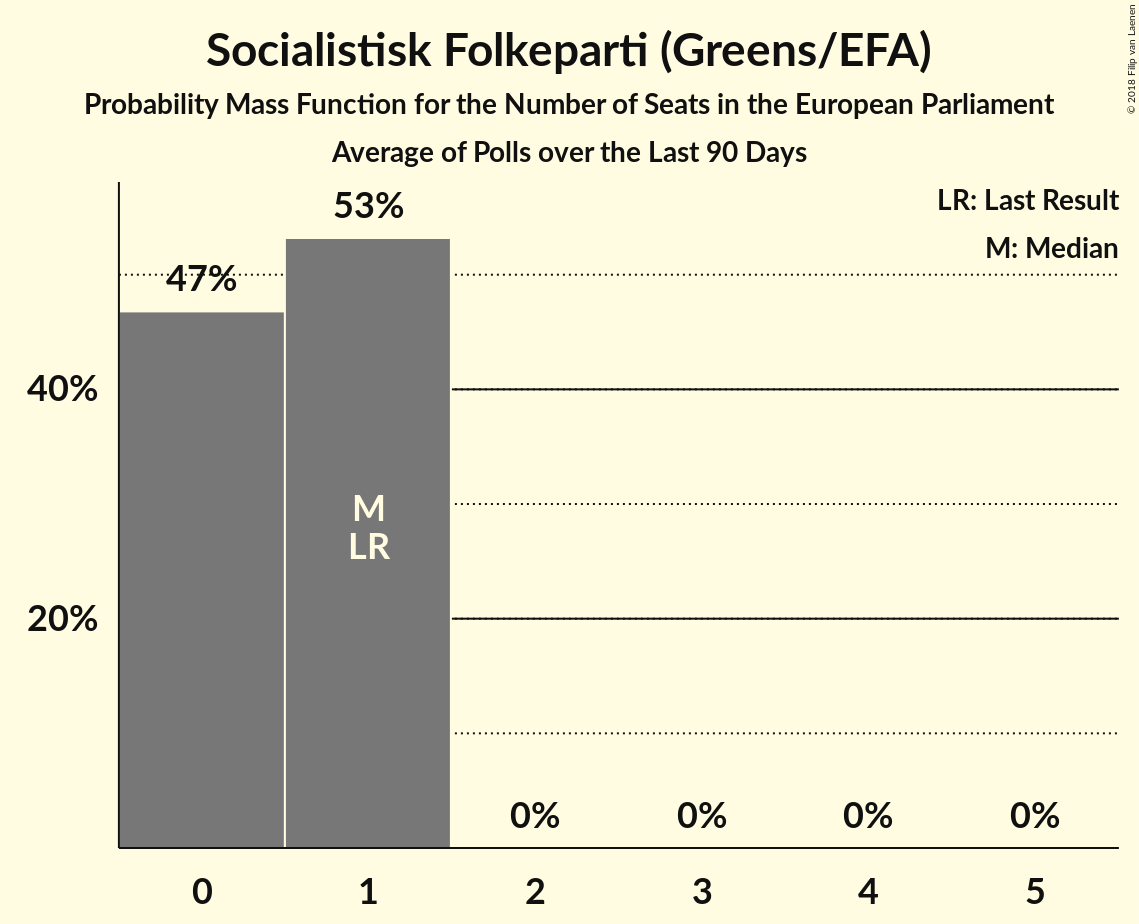 Socialistisk Folkeparti (Greens/EFA)
Probability Mass Function for the Number of Seats in the European Parliament
Average of Polls over the Last 90 Days
© 2018 Filip van Laenen
LR: Last Result
M: Median
53%
47%
40%
20%
M
LR
0%
0%
0%
0%
0
1
2
3
4
5